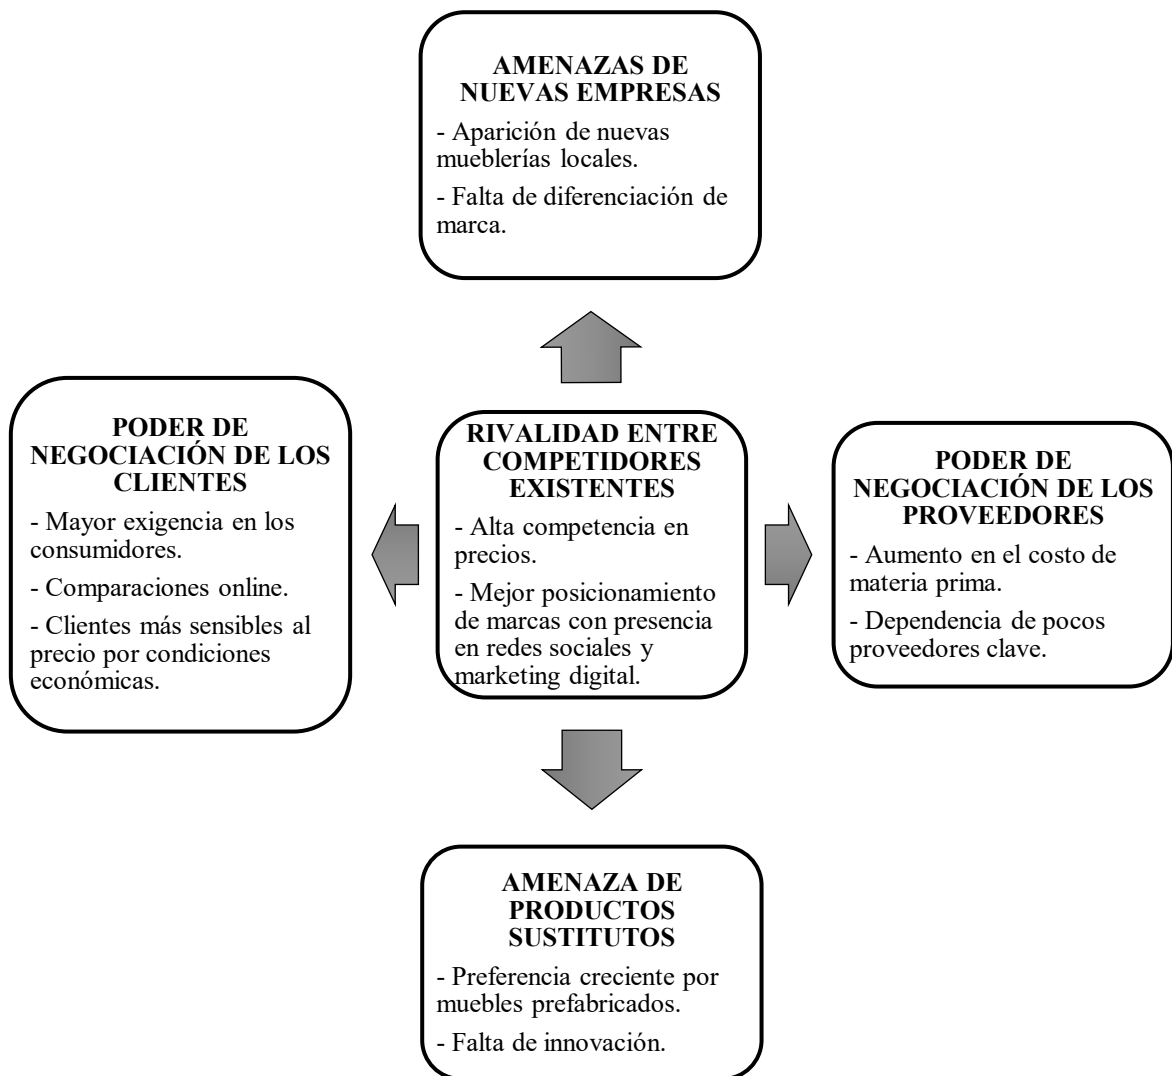 AMENAZAS DE
NUEVAS EMPRESAS
- Aparición de nuevas
mueblerías locales.
- Falta de diferenciación de
marca.
PODER DE
NEGOCIACIÓN DE LOS
CLIENTES
- Mayor exigencia en los
consumidores.
- Comparaciones online.
- Clientes más sensibles al
precio por condiciones
económicas.
RIVALIDAD ENTRE
COMPETIDORES
EXISTENTES
- Alta competencia en
precios.
- Mejor posicionamiento
de marcas con presencia
en redes sociales y
marketing digital.
PODER DE
NEGOCIACIÓN DE LOS
PROVEEDORES
- Aumento en el costo de
materia prima.
- Dependencia de pocos
proveedores clave.
AMENAZA DE
PRODUCTOS
SUSTITUTOS
- Preferencia creciente por
muebles prefabricados.
- Falta de innovación.